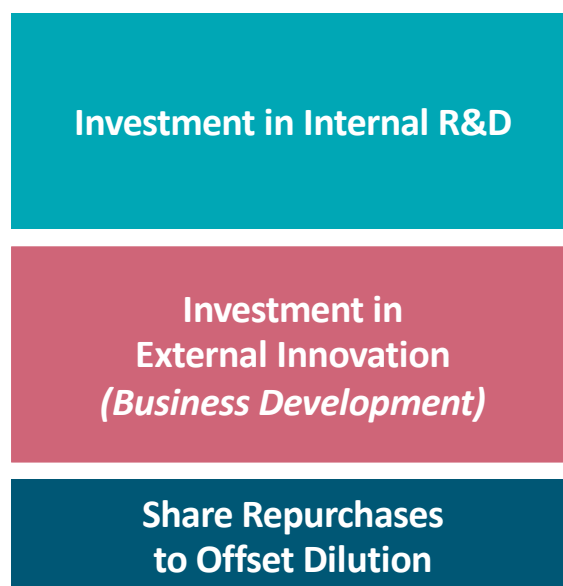 Investment in Internal R&D
Investment in
External Innovation
(Business Development)
Share Repurchases
to Offset Dilution